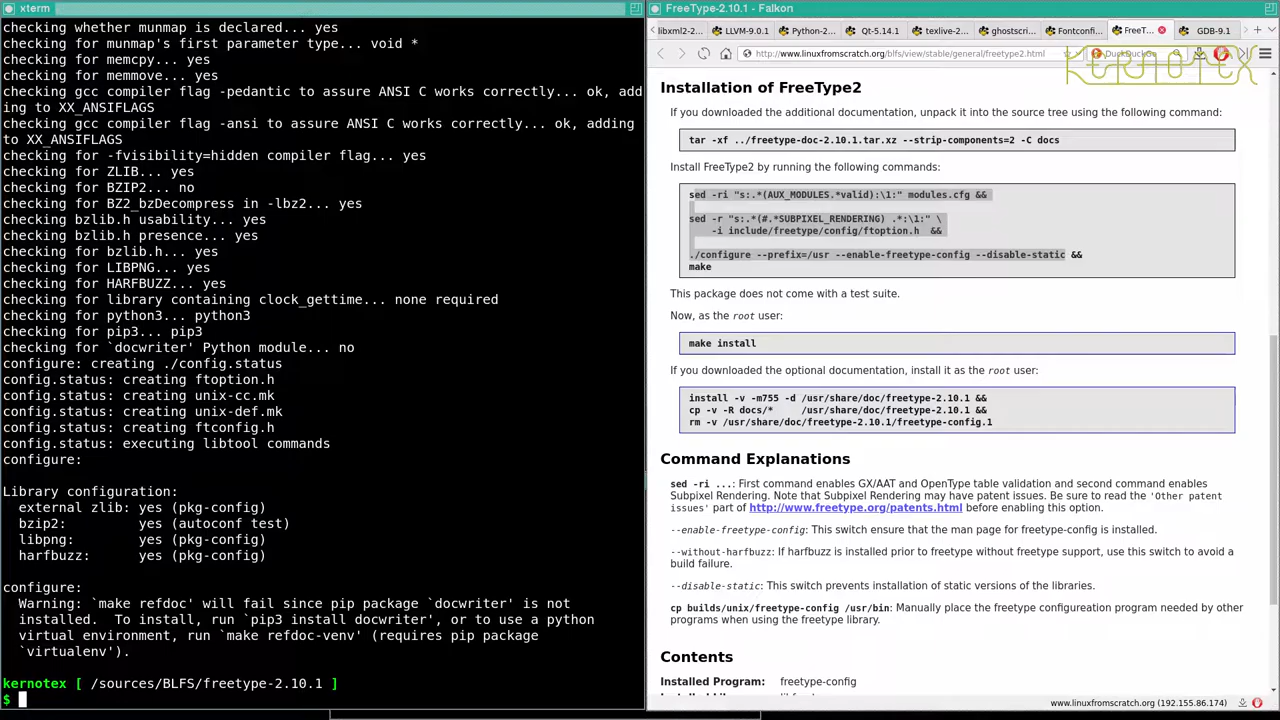 xterm
checking whether munmap is declared... yes
checking for munmap's first parameter type... void *
checking for memcpy... yes
checking for memmove... yes
checking gcc compiler flag -pedantic to assure ANSI C works correctly... ok, add
ing to XX_ANSIFLAGS
checking gcc compiler flag -ansi to assure ANSI C works correctly... ok, adding
to XX_ANSIFLAGS
checking for -fvisibility=hidden compiler flag... yes
checking for ZLIB... yes
checking for BZIP2... no
checking for BZ2_bzDecompress in -lbz2... yes
checking bzlib.h usability... yes
checking bzlib.h presence... yes
checking for bzlib.h... yes
checking for LIBPNG... yes
checking for HARFBUZZ... yes
checking for library containing clock_gettime... none required
checking for python3... python3
checking for pip3... pip3
checking for `docwriter' Python module... no
configure: creating ./config.status
config.status: creating ftoption.h
config.status: creating unix-cc.mk
config.status: creating unix-def.mk
config.status: creating ftconfig.h
config.status: executing libtool commands
configure:
Library configuration:
external zlib: yes (pkg-config)
bzip2: yes (autoconf test)
libpng: yes (pkg-config)
harfbuzz: yes (pkg-config)
configure:
Warning: `make refdoc' will fail since pip package `docwriter' is not
installed. To install, run `pip3 install docwriter', or to use a python
virtual environment, run `make refdoc-venv' (requires pip package
`virtualenv').
kernotex [ /sources/BLFS/freetype-2.10.1 ]
$
FreeType-2.10.1 - Falkon
libxml2-2... LLVM-9.0.1 Python-2... Qt-5.14.1 texlive-2... ghostscri... Fontconfi... FreeT... GDB-9.1
http://www.linuxfromscratch.org/blfs/view/stable/general/freetype2.html
DuckDuckGo
KERNOTEX
Installation of FreeType2
If you downloaded the additional documentation, unpack it into the source tree using the following command:
tar -xf ../freetype-doc-2.10.1.tar.xz --strip-components=2 -C docs
Install FreeType2 by running the following commands:
sed -ri "s:.*(AUX_MODULES.*valid):\1:" modules.cfg &&
sed -r "s:.*(#.*SUBPIXEL_RENDERING) .*:\1:" \
-i include/freetype/config/ftoption.h &&
./configure --prefix=/usr --enable-freetype-config --disable-static &&
make
This package does not come with a test suite.
Now, as the root user:
make install
If you downloaded the optional documentation, install it as the root user:
install -v -m755 -d /usr/share/doc/freetype-2.10.1 &&
cp -v -R docs/* /usr/share/doc/freetype-2.10.1 &&
rm -v /usr/share/doc/freetype-2.10.1/freetype-config.1
Command Explanations
sed -ri ...: First command enables GX/AAT and OpenType table validation and second command enables
Subpixel Rendering. Note that Subpixel Rendering may have patent issues. Be sure to read the 'Other patent
issues' part of http://www.freetype.org/patents.html before enabling this option.
--enable-freetype-config: This switch ensure that the man page for freetype-config is installed.
--without-harfbuzz: If harfbuzz is installed prior to freetype without freetype support, use this switch to avoid a
build failure.
--disable-static: This switch prevents installation of static versions of the libraries.
cp builds/unix/freetype-config /usr/bin: Manually place the freetype configureation program needed by other
programs when using the freetype library.
Contents
Installed Program: freetype-config
www.linuxfromscratch.org (192.155.86.174)